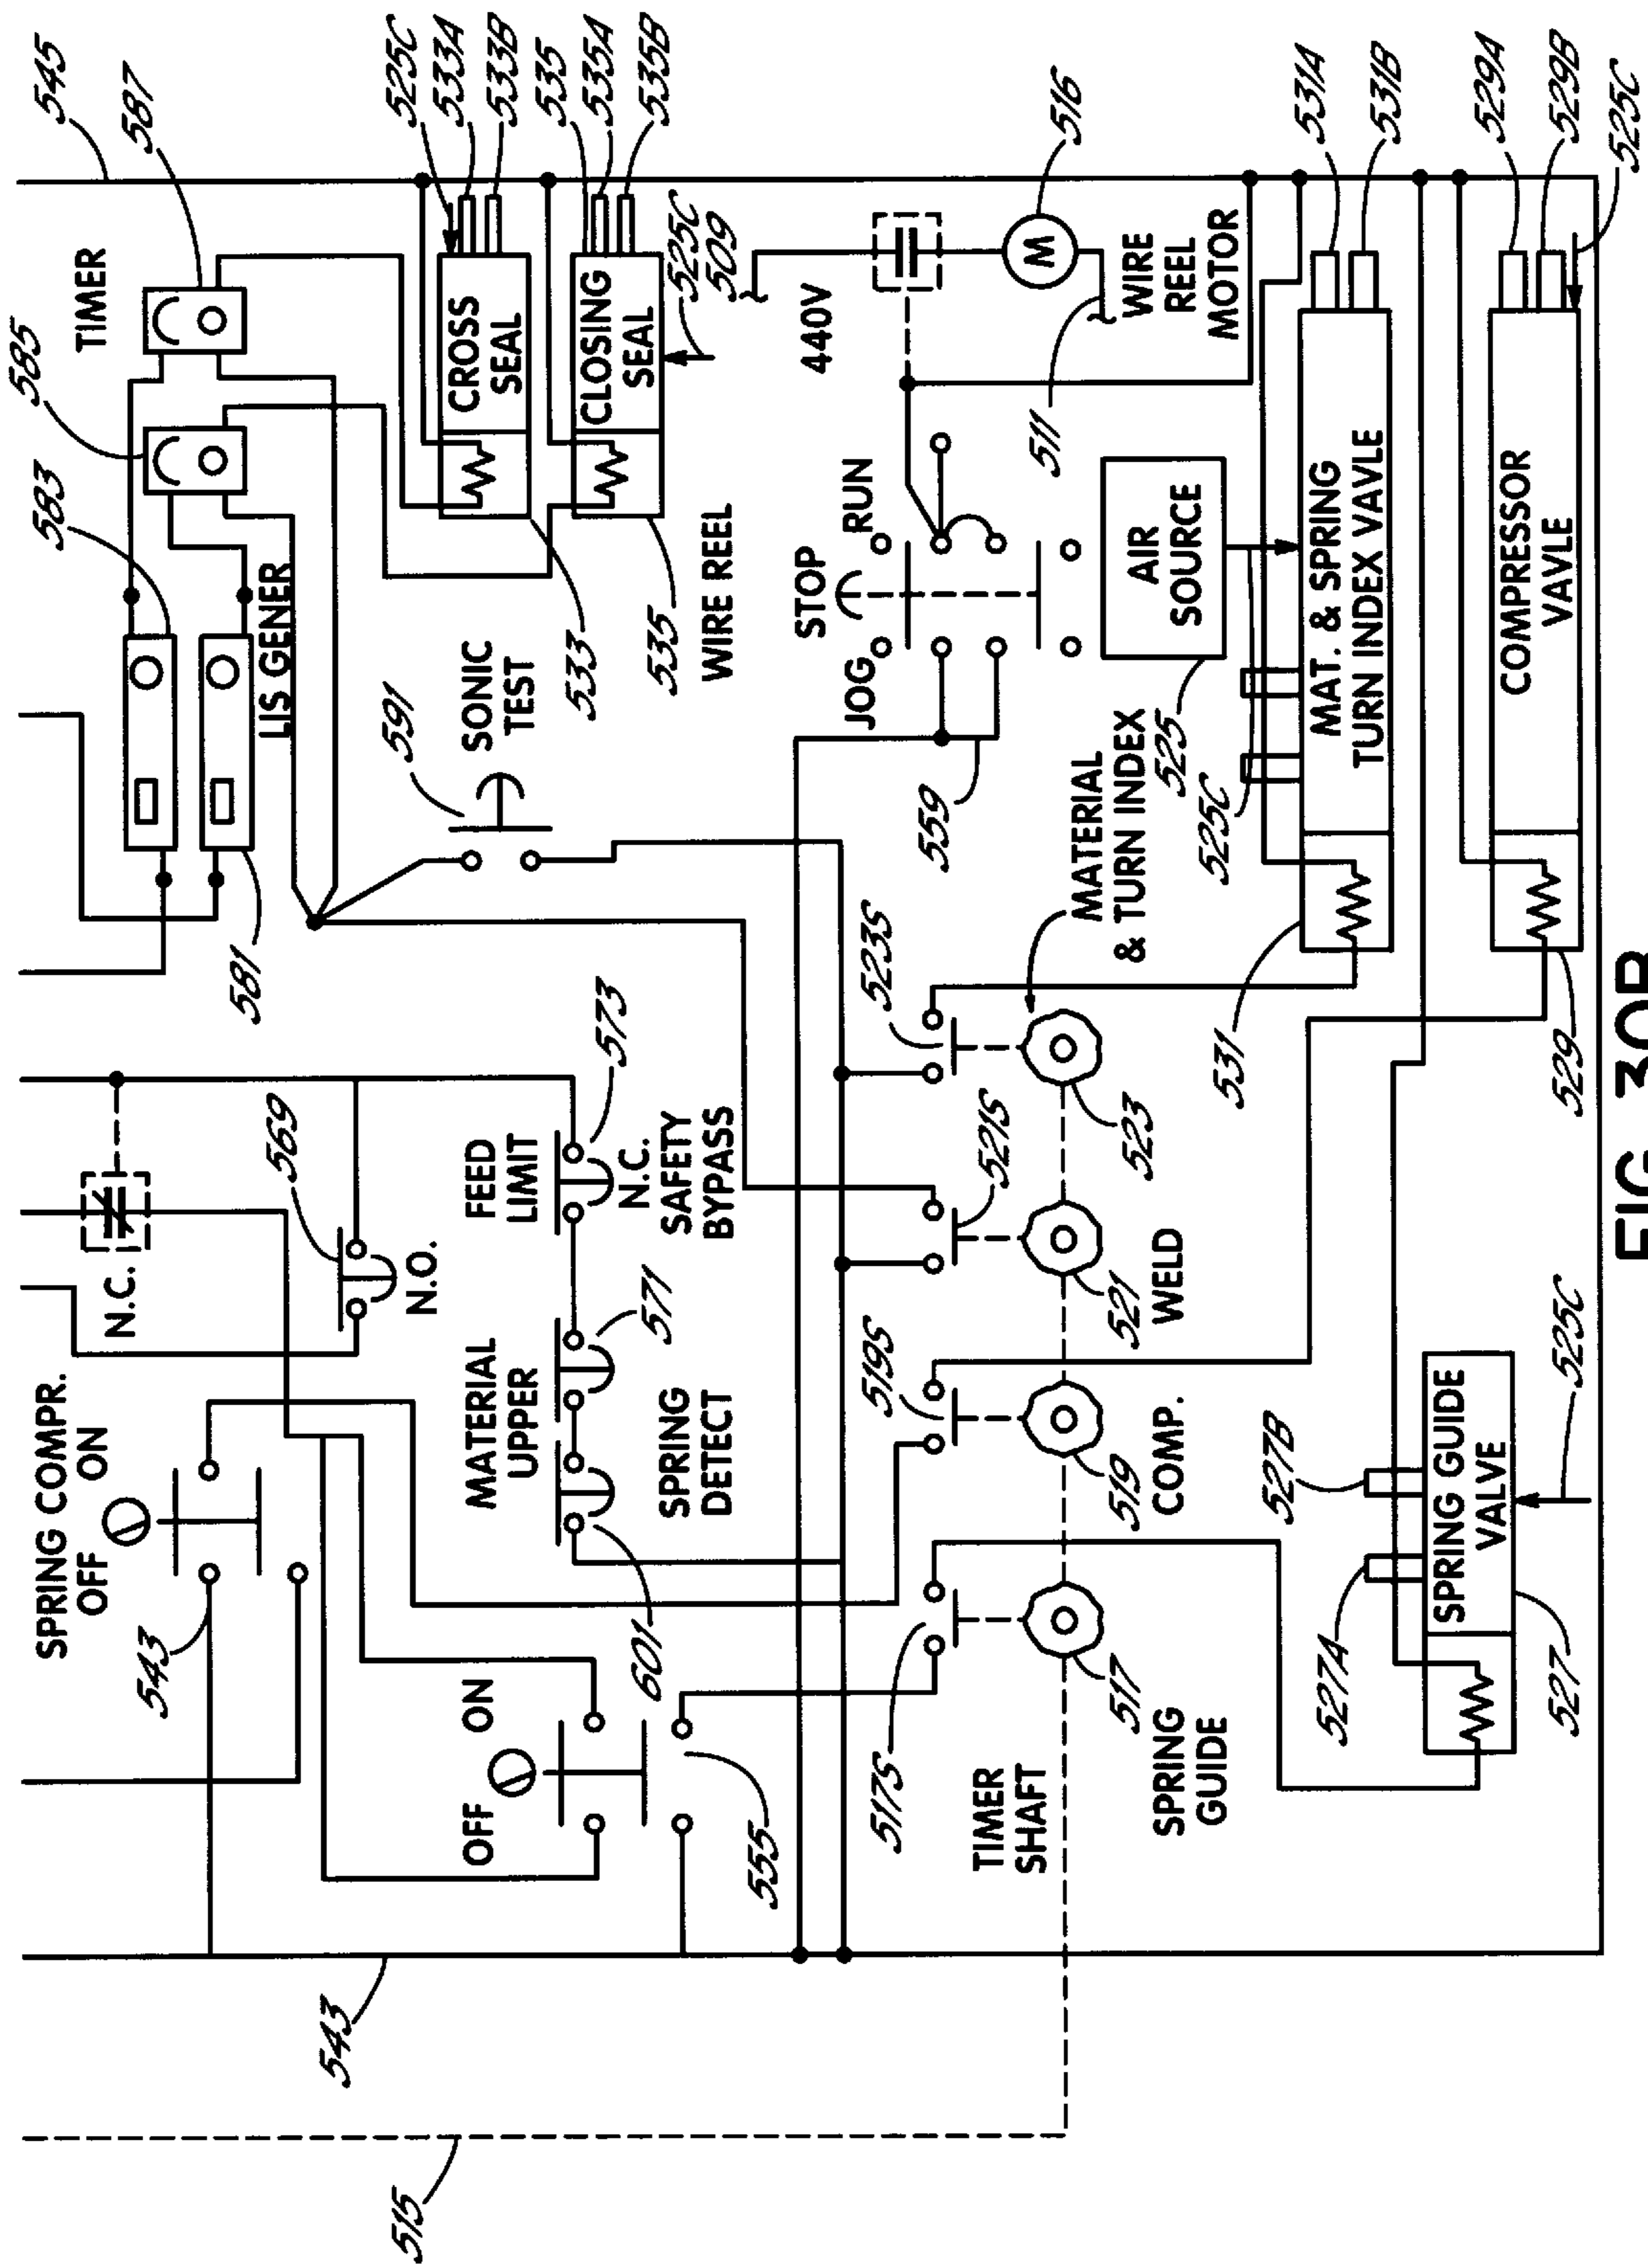 545
587
TIMER
585
583
LIS GENER
581
525C
533A
533B
535
535A
535B
CROSS
SEAL
CLOSING
SEAL
525C
509
533
535
WIRE REEL
591
SONIC
TEST
N.C.
569
N.O.
SPRING COMPR.
OFF ON
543
FEED
LIMIT
573
N.C.
SAFETY
BYPASS
MATERIAL
UPPER
571
SPRING
DETECT
601
OFF ON
555
543
515
440V
516
M
WIRE
REEL
MOTOR
511
STOP
JOG RUN
559
AIR
SOURCE
525
525C
MATERIAL
& TURN INDEX
523S
521S
519S
517S
523
521
WELD
519
COMP.
517
SPRING
GUIDE
TIMER
SHAFT
531A
531B
MAT. & SPRING
TURN INDEX VAVLE
531
529A
529B
525C
COMPRESSOR
VAVLE
529
527B
527A
SPRING GUIDE
VALVE
527
525C
FIG. 30B